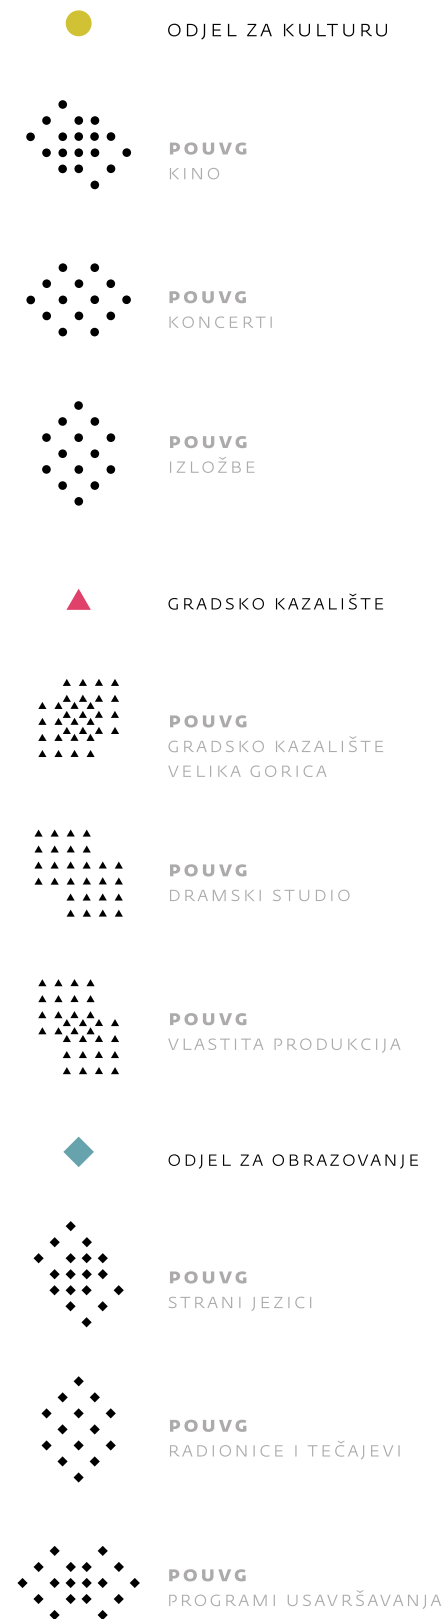 ODJEL ZA KULTURU
POUVG
KINO
POUVG
KONCERTI
POUVG
IZLOŽBE
GRADSKO KAZALIŠTE
POUVG
GRADSKO KAZALIŠTE
VELIKA GORICA
POUVG
DRAMSKI STUDIO
POUVG
VLASTITA PRODUKCIJA
ODJEL ZA OBRAZOVANJE
POUVG
STRANI JEZICI
POUVG
RADIONICE I TEČAJEVI
POUVG
PROGRAMI USAVRŠAVANJA